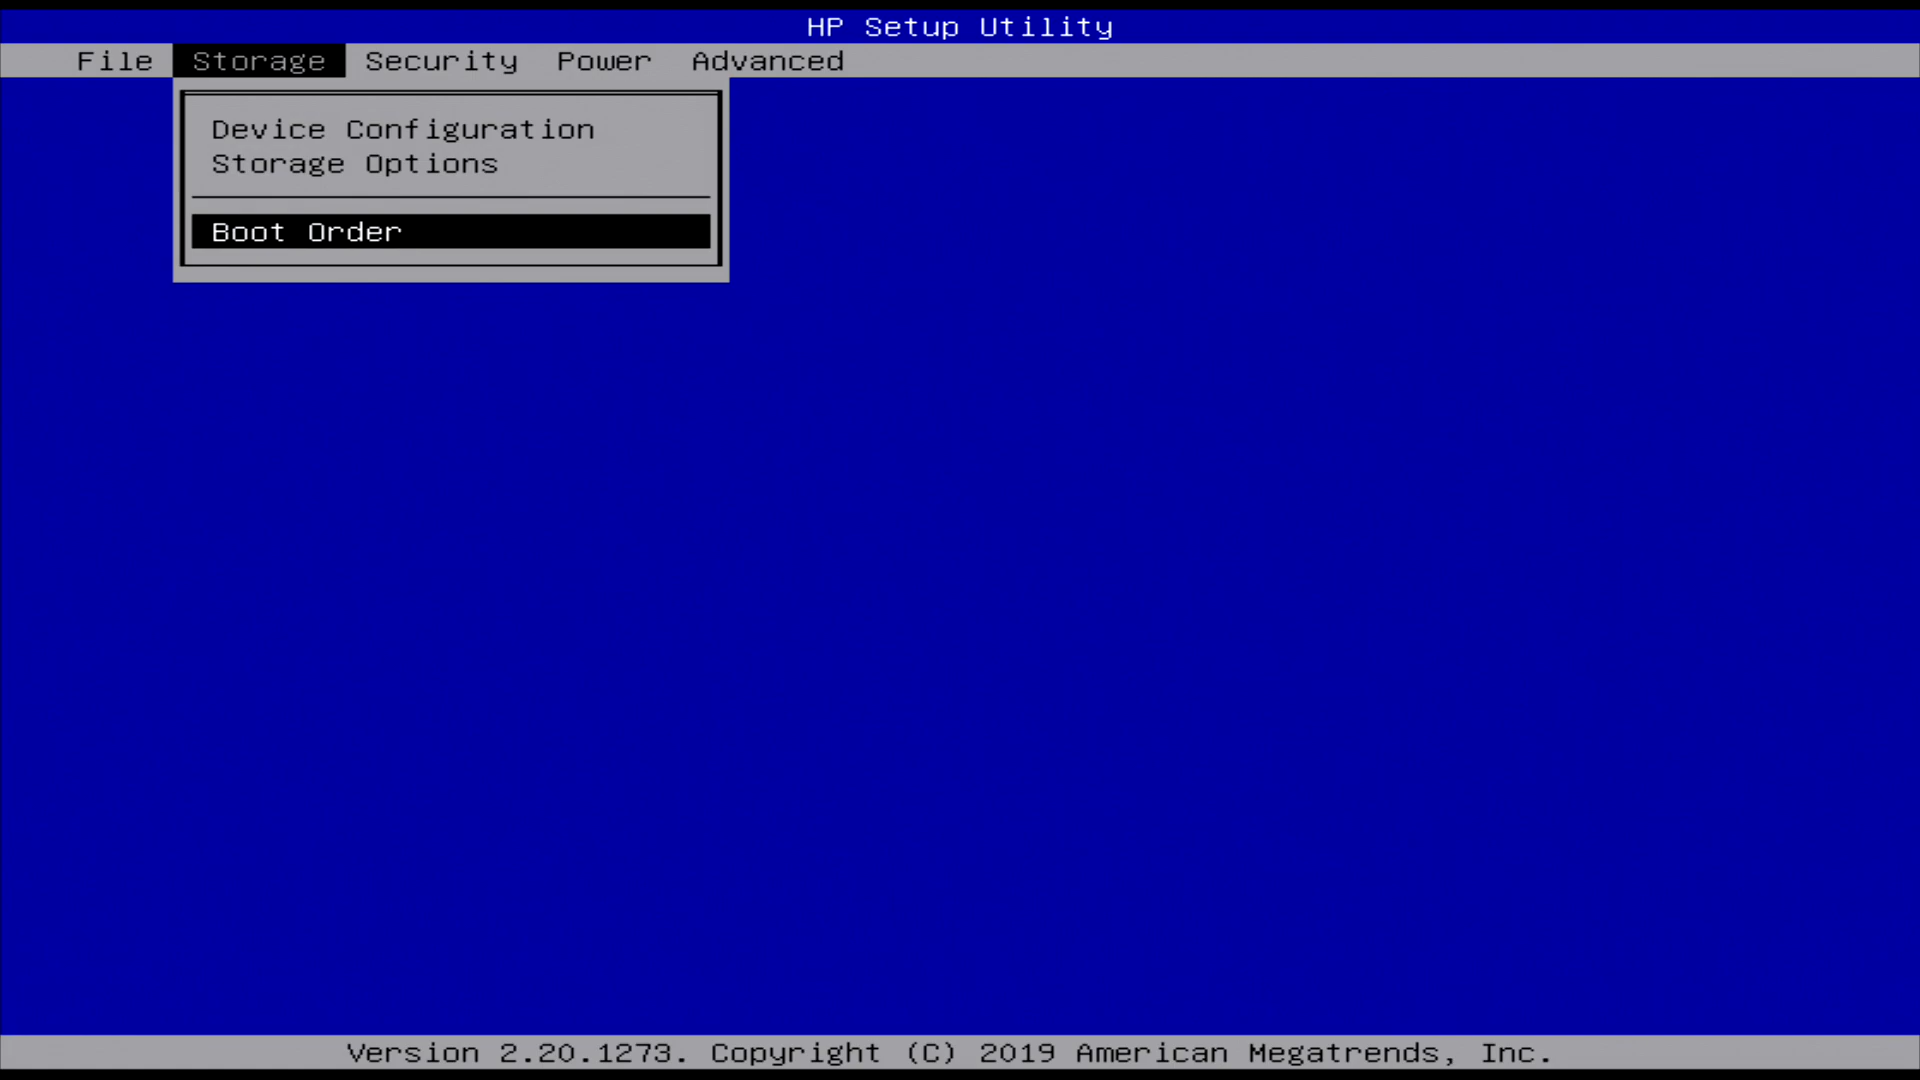 HP Setup Utility
File Storage Security Power Advanced
Device Configuration
Storage Options
Boot Order
Version 2.20.1273. Copyright (C) 2019 American Megatrends, Inc.